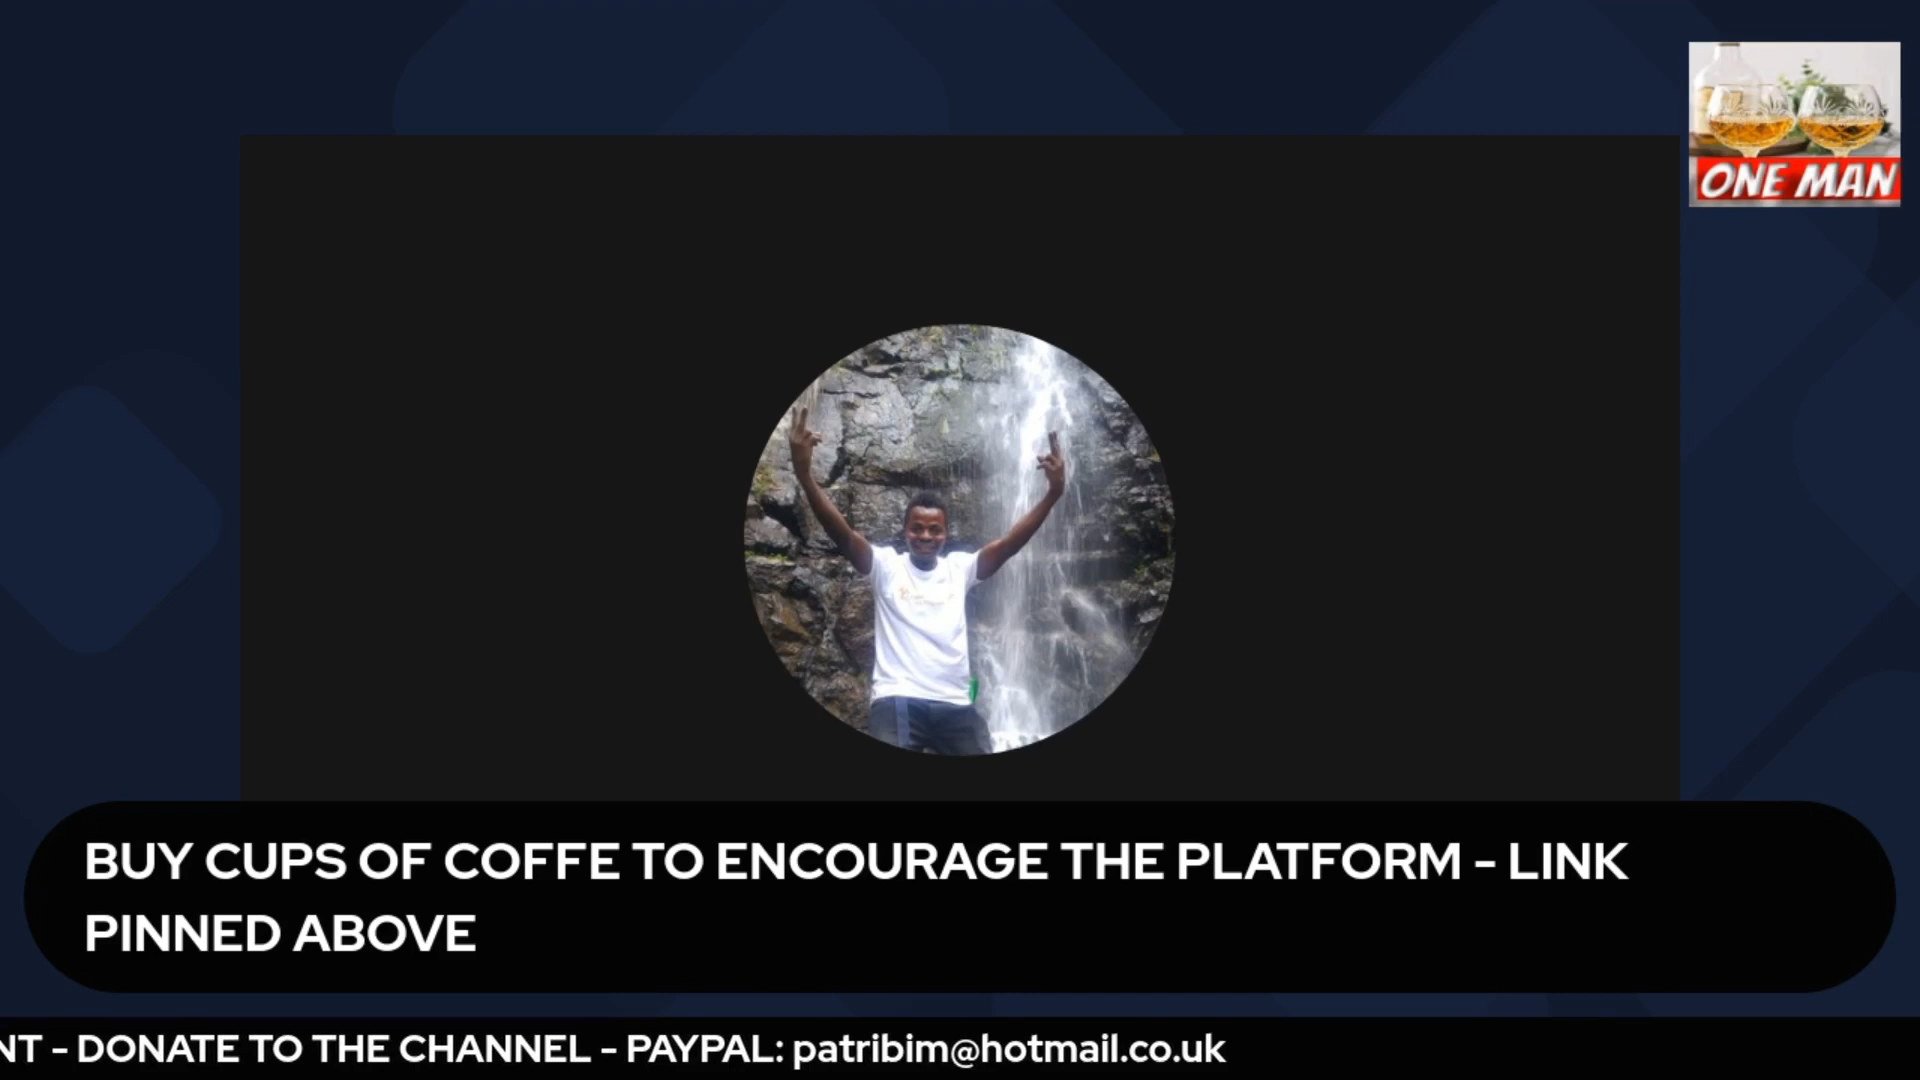 ONE MAN
BUY CUPS OF COFFE TO ENCOURAGE THE PLATFORM - LINK
PINNED ABOVE
NT - DONATE TO THE CHANNEL - PAYPAL: patribim@hotmail.co.uk